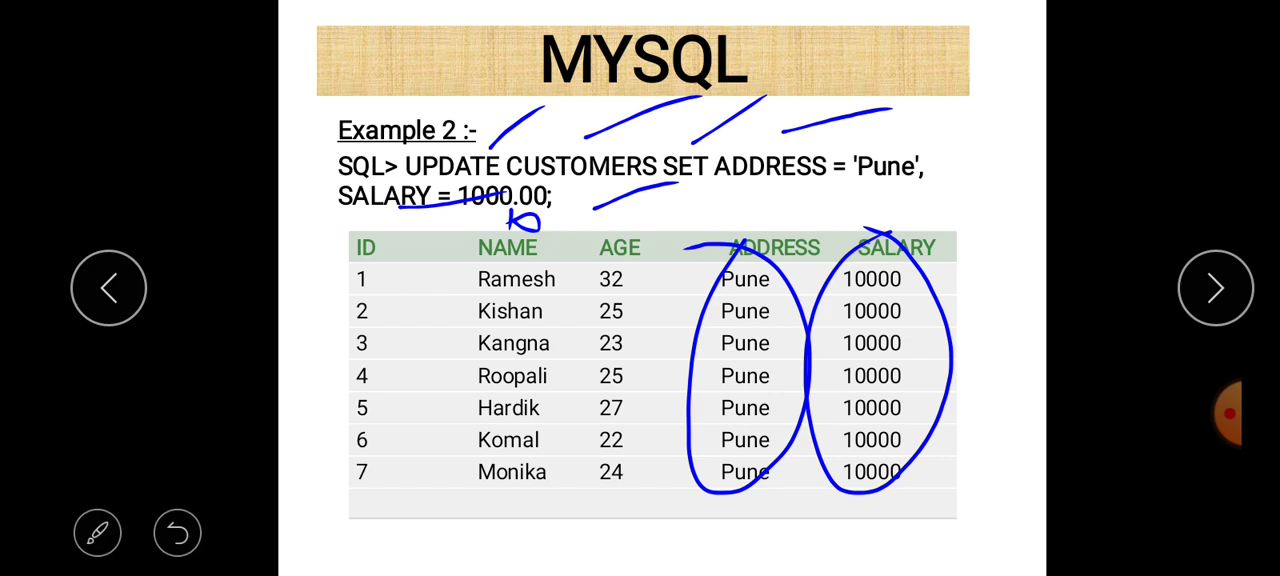 MYSQL
Example 2 :-
SQL> UPDATE CUSTOMERS SET ADDRESS = 'Pune',
SALARY = 1000.00;
ID NAME AGE ADDRESS SALARY
1 Ramesh 32 Pune 10000
2 Kishan 25 Pune 10000
3 Kangna 23 Pune 10000
4 Roopali 25 Pune 10000
5 Hardik 27 Pune 10000
6 Komal 22 Pune 10000
7 Monika 24 Pune 10000